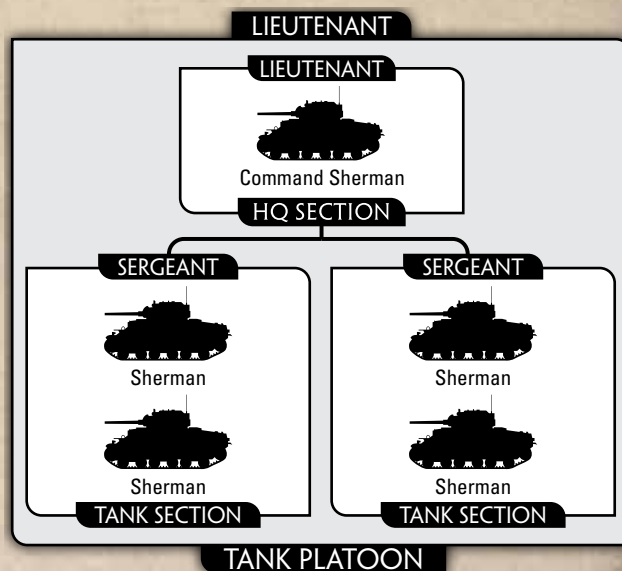 LIEUTENANT
LIEUTENANT
Command Sherman
HQ SECTION
SERGEANT
Sherman
Sherman
TANK SECTION
SERGEANT
Sherman
Sherman
TANK SECTION
TANK PLATOON